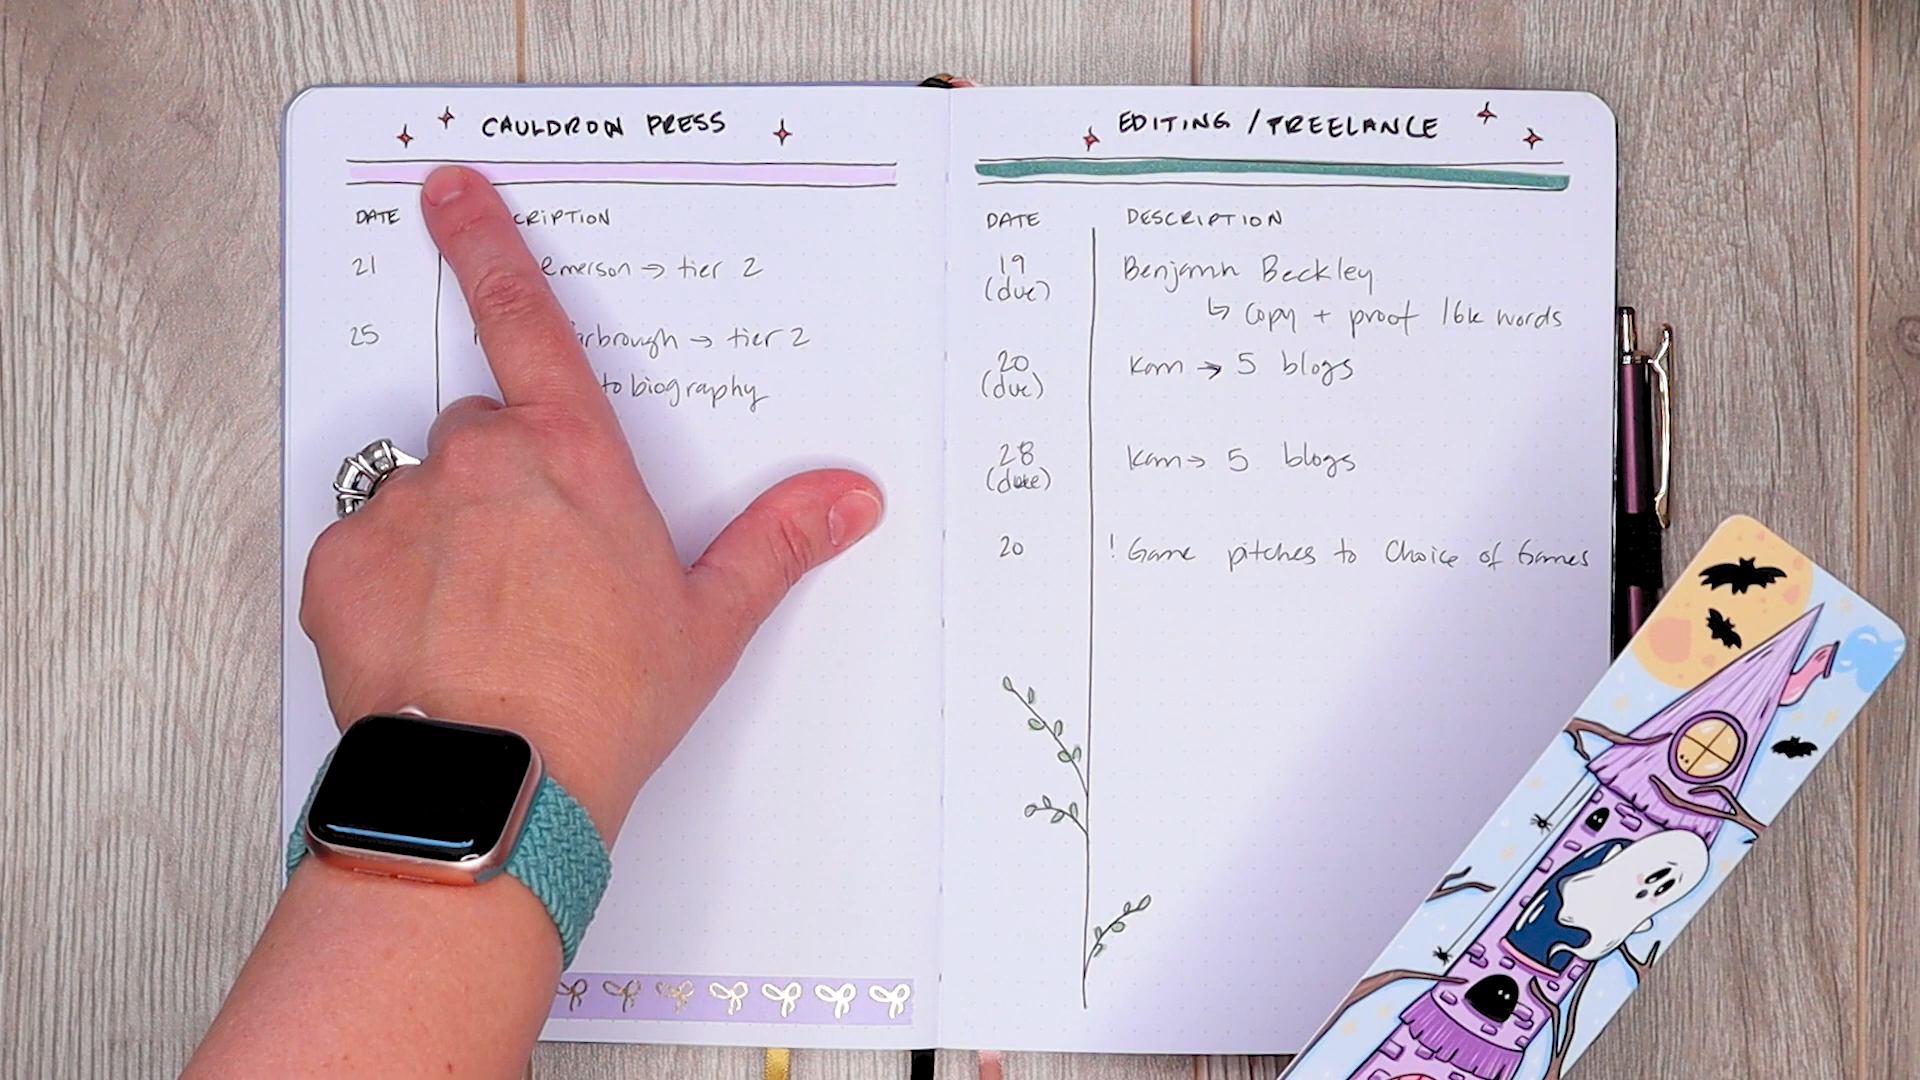 CAULDRON PRESS
DATE CRIPTION
21 emerson → tier 2
25 arbrough → tier 2
to biography
EDITING / FREELANCE
DATE DESCRIPTION
19 Benjamin Beckley
(due)
↳ copy + proof 16k words
20 Kam → 5 blogs
(due)
28 Kam → 5 blogs
20 ! Game pitches to Choice of Games